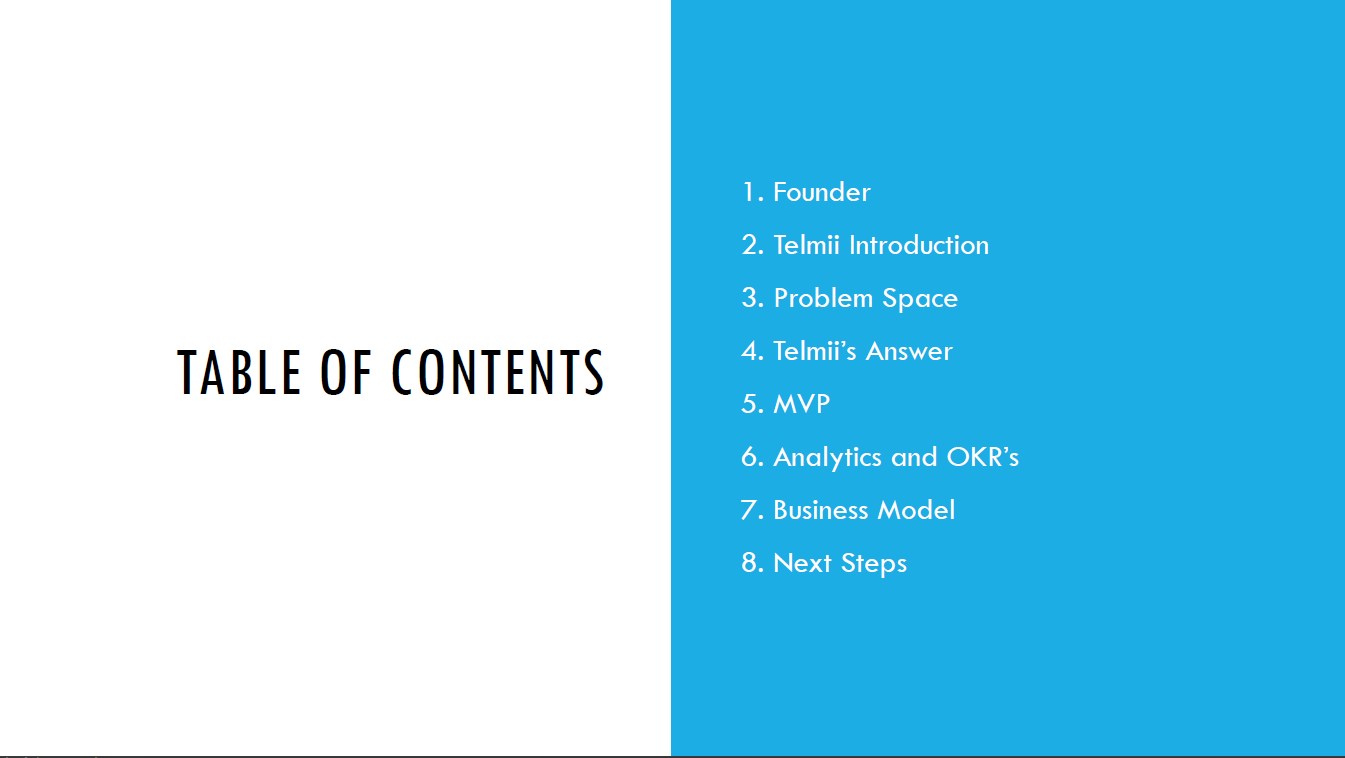 TABLE OF CONTENTS
1. Founder
2. Telmii Introduction
3. Problem Space
4. Telmii’s Answer
5. MVP
6. Analytics and OKR’s
7. Business Model
8. Next Steps